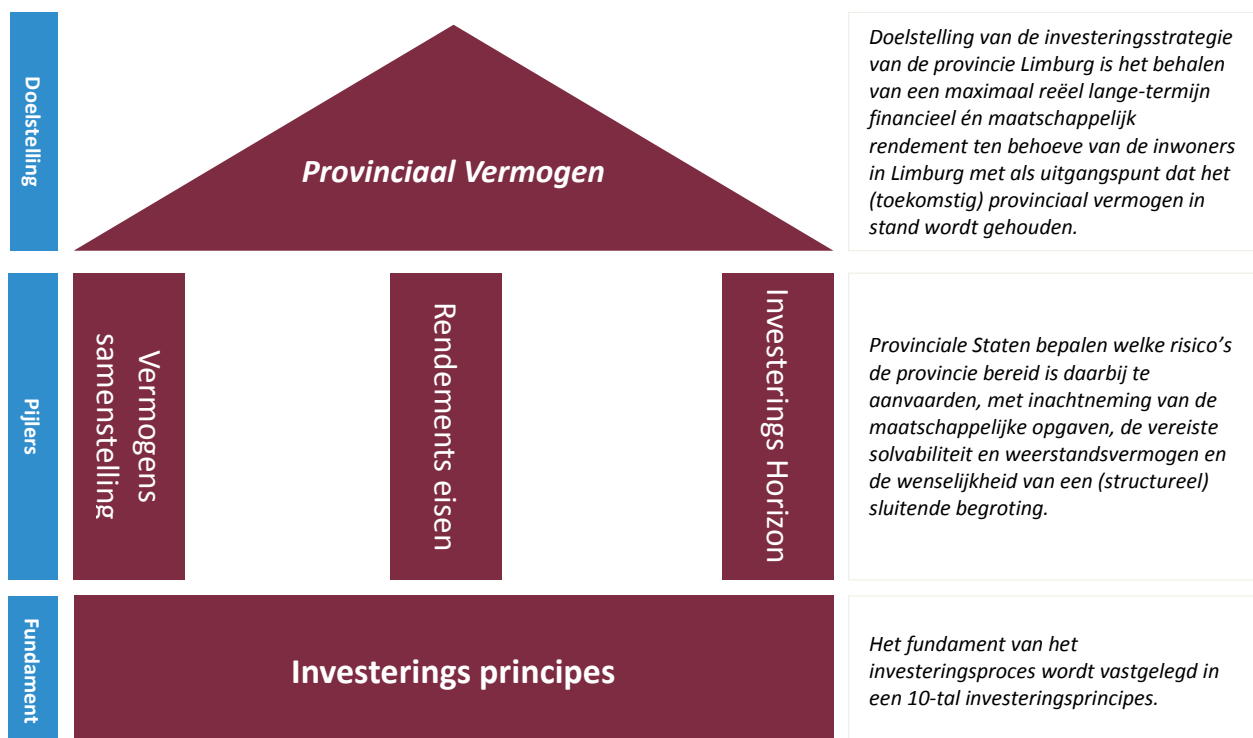 Doelstelling
Provinciaal Vermogen
Doelstelling van de investeringsstrategie
van de provincie Limburg is het behalen
van een maximaal reëel lange-termijn
financieel én maatschappelijk
rendement ten behoeve van de inwoners
in Limburg met als uitgangspunt dat het
(toekomstig) provinciaal vermogen in
stand wordt gehouden.
Pijlers
Vermogens
samenstelling
Rendements eisen
Investerings Horizon
Provinciale Staten bepalen welke risico’s
de provincie bereid is daarbij te
aanvaarden, met inachtneming van de
maatschappelijke opgaven, de vereiste
solvabiliteit en weerstandsvermogen en
de wenselijkheid van een (structureel)
sluitende begroting.
Fundament
Investerings principes
Het fundament van het
investeringsproces wordt vastgelegd in
een 10-tal investeringsprincipes.